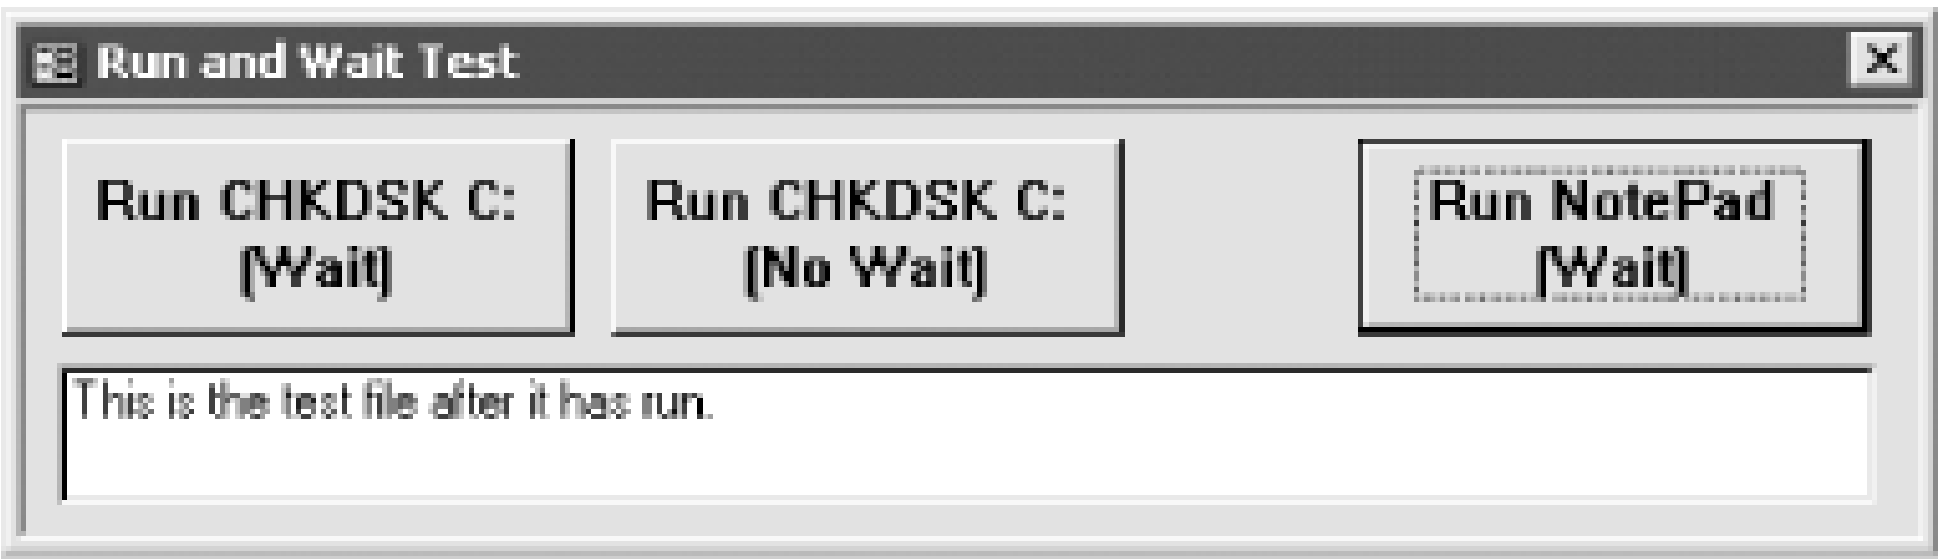 Run and Wait Test
Run CHKDSK C:
(Wait)
Run CHKDSK C:
(No Wait)
Run NotePad
(Wait)
This is the test file after it has run.